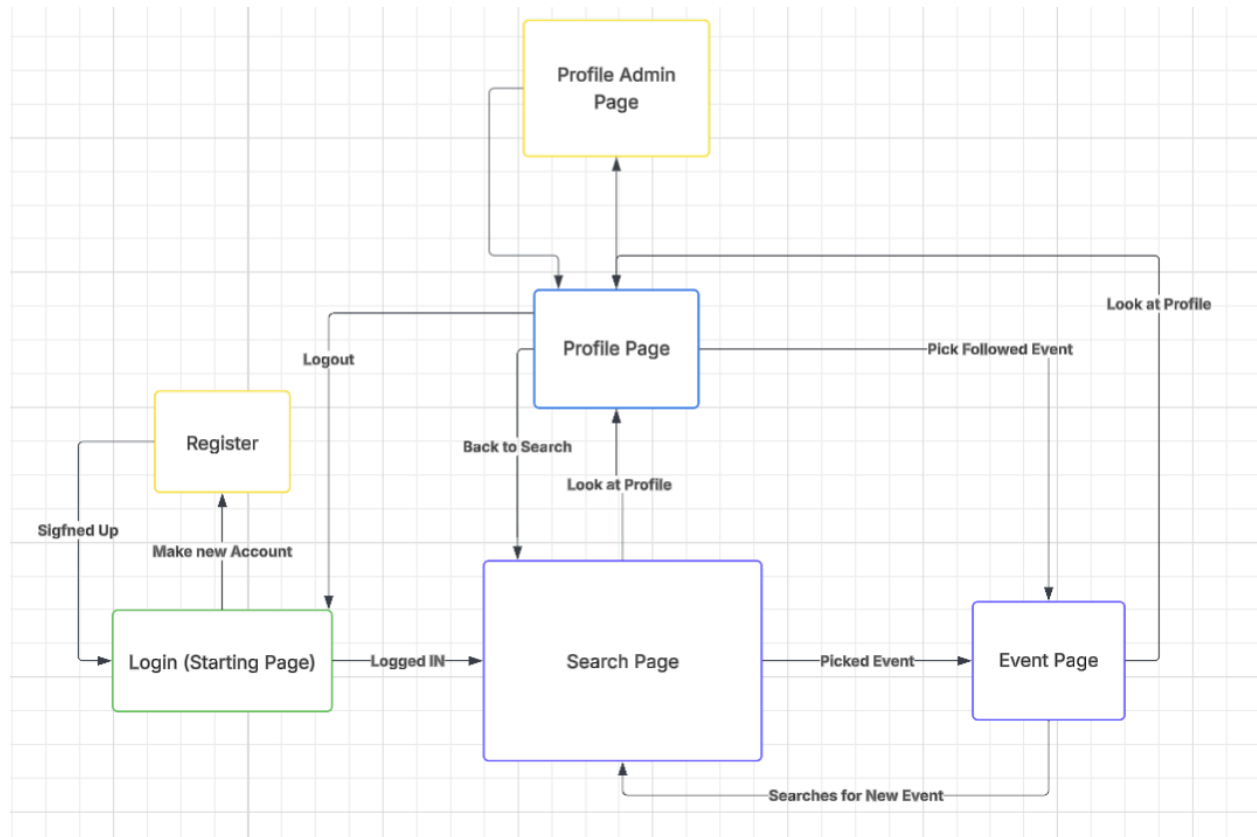 Profile Admin
Page
Look at Profile
Profile Page
Pick Followed Event
Logout
Register
Back to Search
Look at Profile
Sigfned Up
Make new Account
Login (Starting Page)
Logged IN
Search Page
Picked Event
Event Page
Searches for New Event